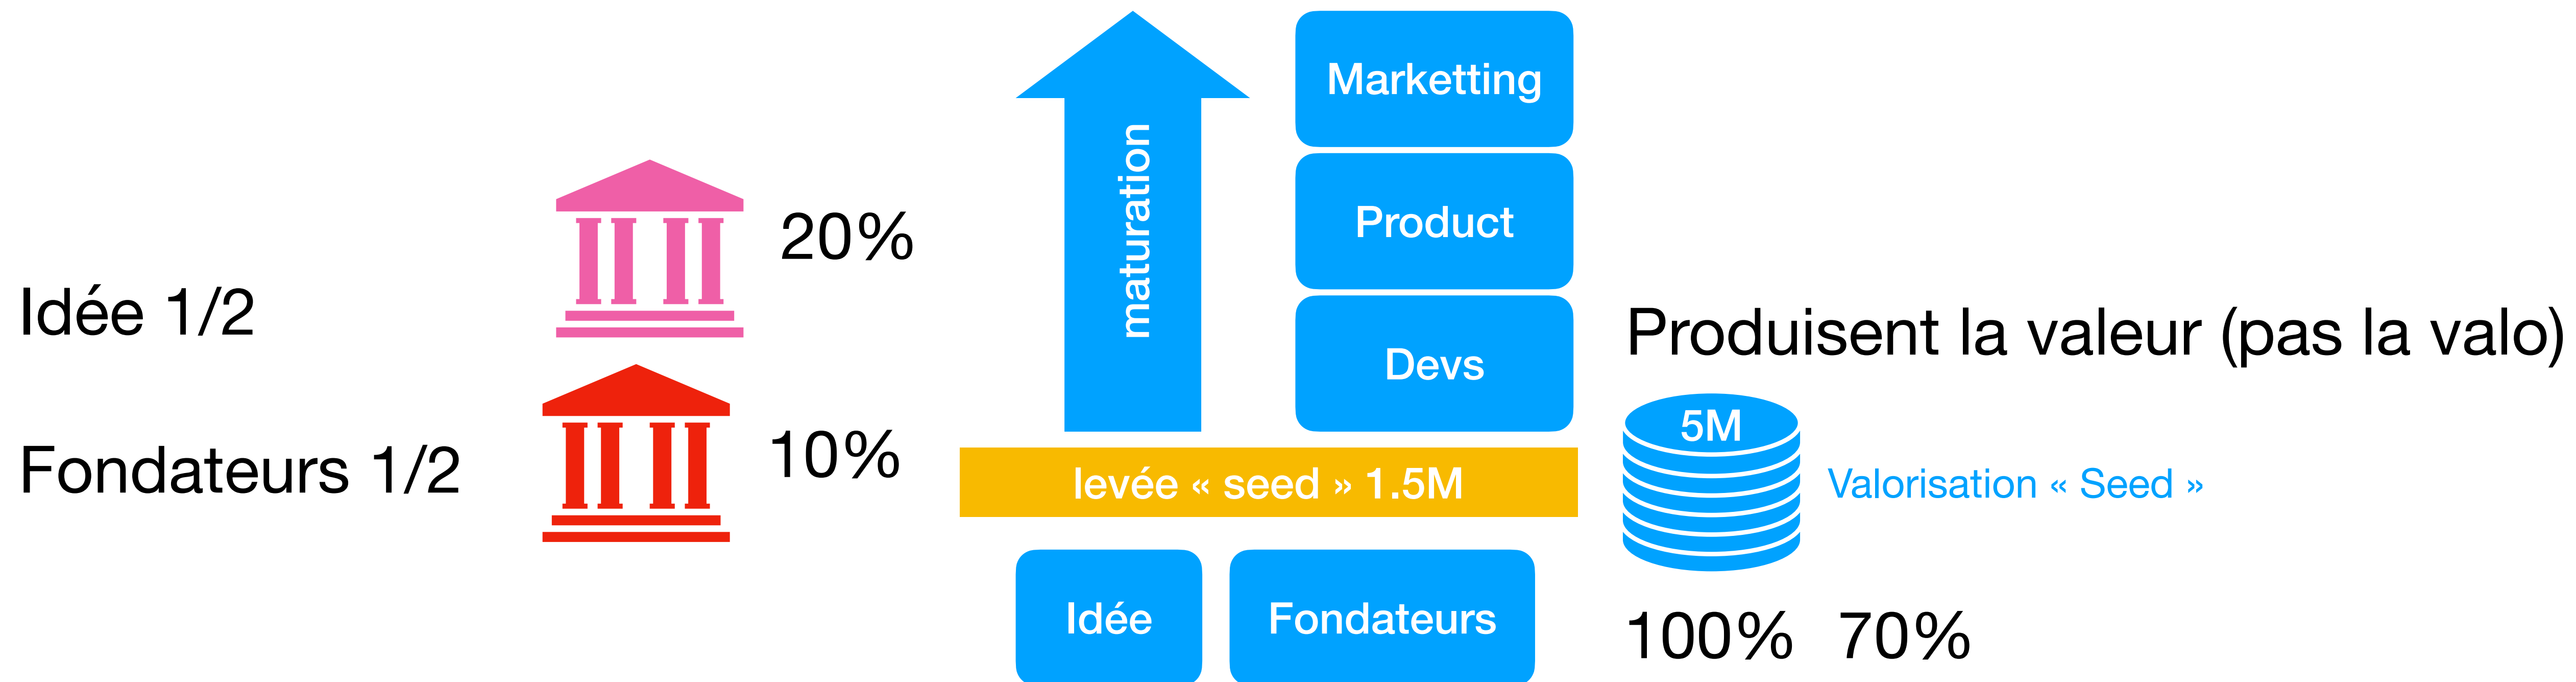 Idée 1/2
Fondateurs 1/2
20%
10%
maturation
Marketting
Product
Devs
levée « seed » 1.5M
Idée
Fondateurs
Produisent la valeur (pas la valo)
5M
Valorisation « Seed »
100% 70%